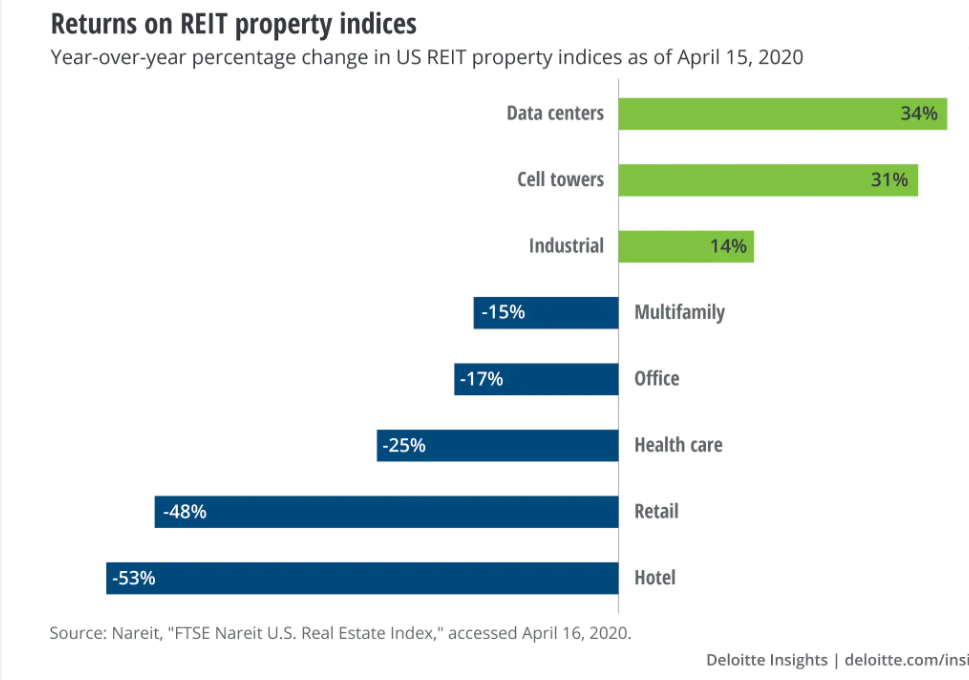 Returns on REIT property indices
Year-over-year percentage change in US REIT property indices as of April 15, 2020
Data centers 34%
Cell towers 31%
Industrial 14%
-15% Multifamily
-17% Office
-25% Health care
-48% Retail
-53% Hotel
Source: Nareit, "FTSE Nareit U.S. Real Estate Index," accessed April 16, 2020.
Deloitte Insights | deloitte.com/insi